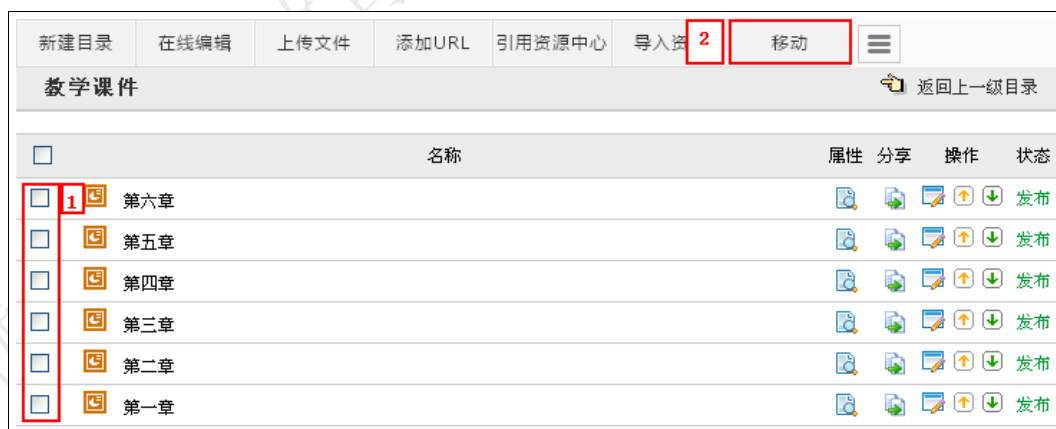 新建目录 在线编辑 上传文件 添加URL 引用资源中心 导入资 2 移动
教学课件 返回上一级目录
名称 属性 分享 操作 状态
1 第六章 发布
第五章 发布
第四章 发布
第三章 发布
第二章 发布
第一章 发布